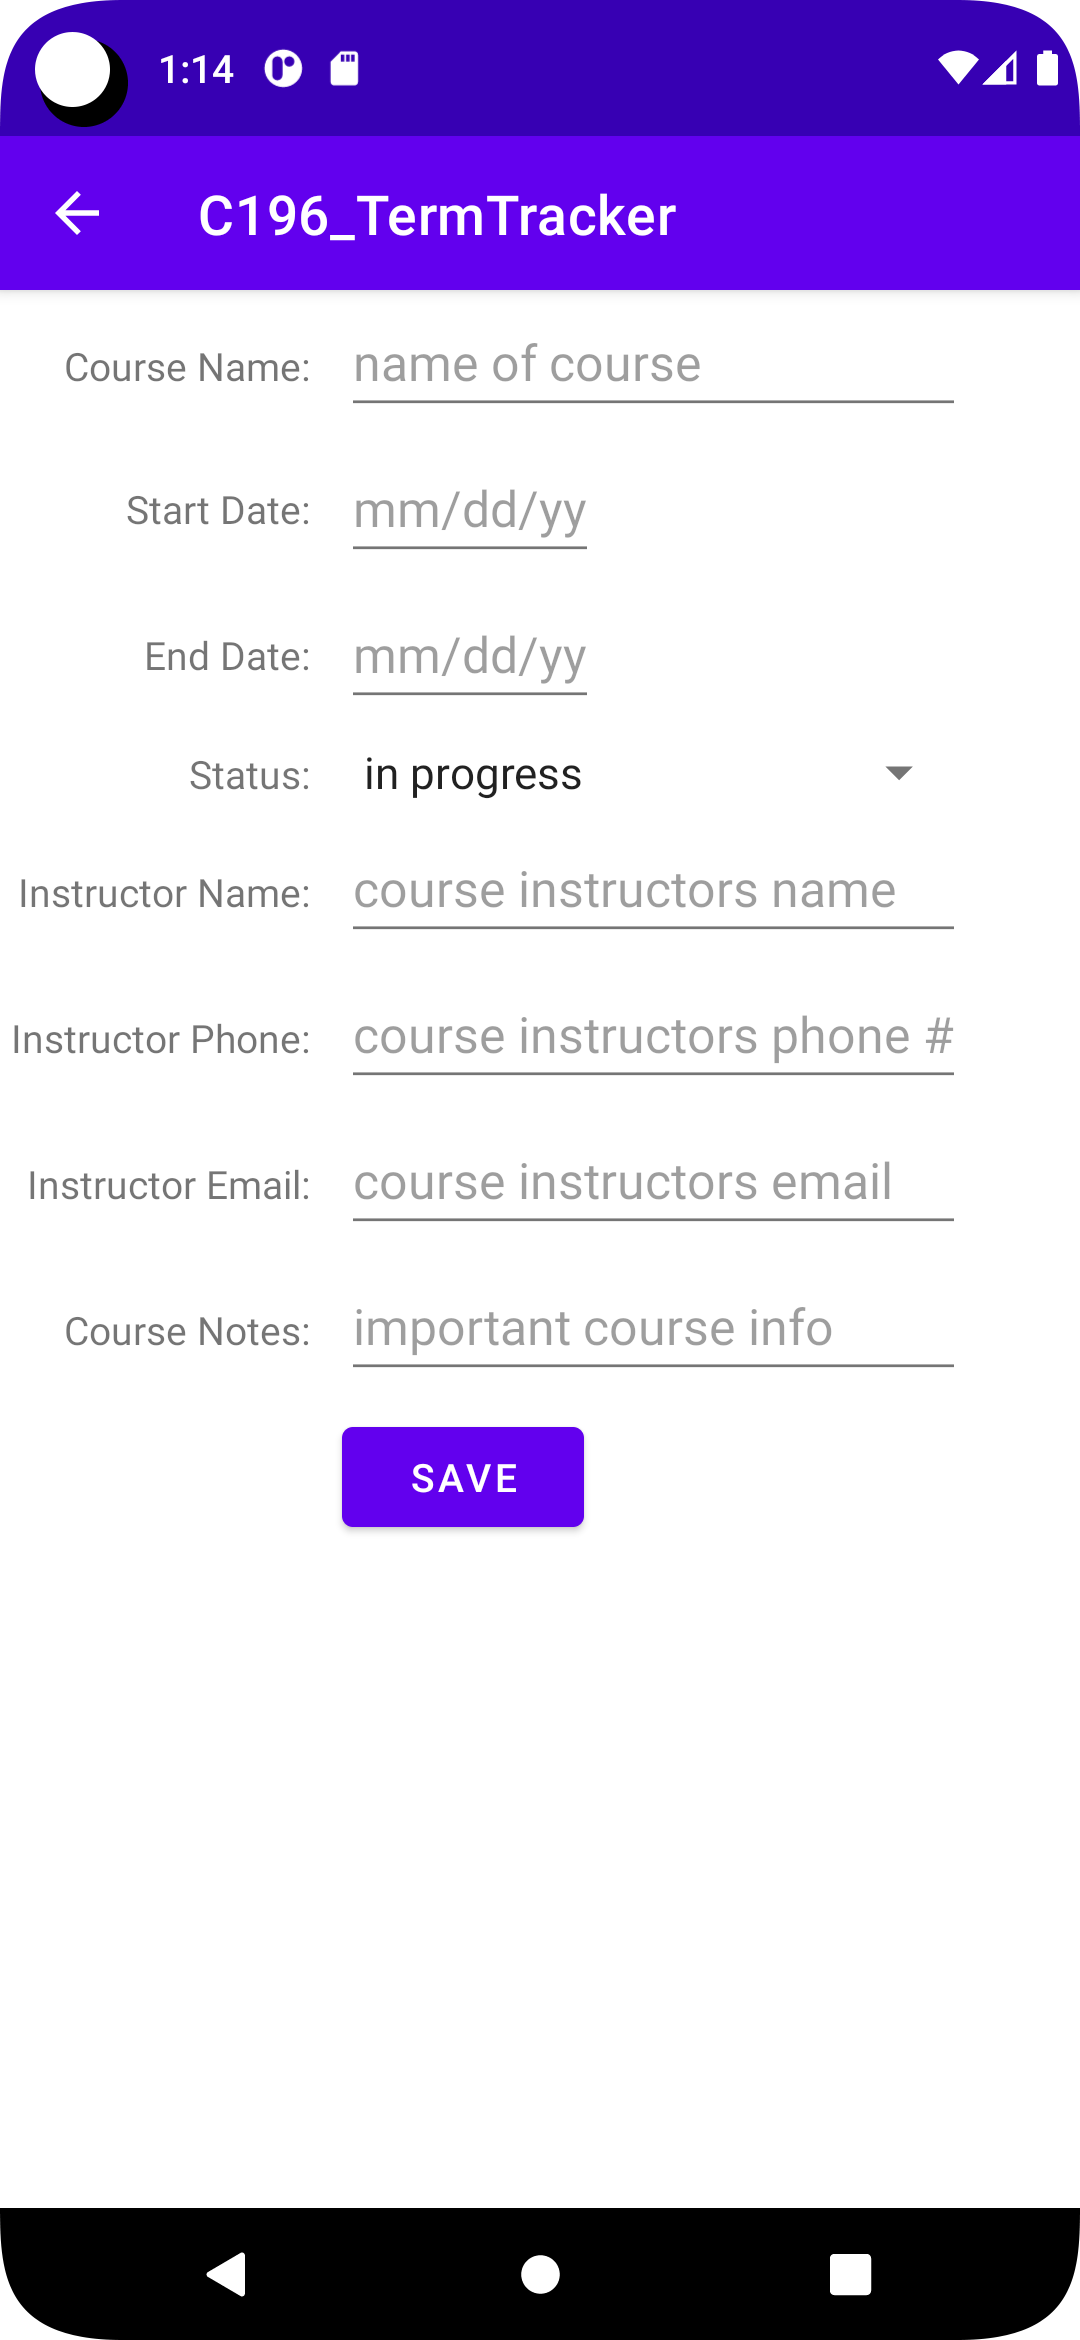 1:14
C196_TermTracker
Course Name: name of course
Start Date: mm/dd/yy
End Date: mm/dd/yy
Status: in progress
Instructor Name: course instructors name
Instructor Phone: course instructors phone #
Instructor Email: course instructors email
Course Notes: important course info
SAVE